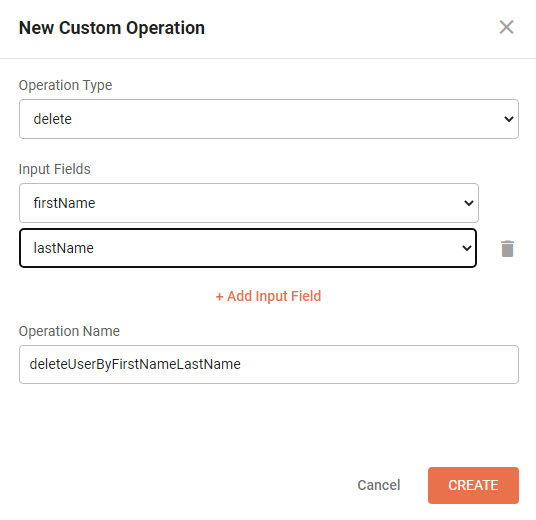 New Custom Operation
Operation Type
delete
Input Fields
firstName
lastName
+ Add Input Field
Operation Name
deleteUserByFirstNameLastName
Cancel
CREATE